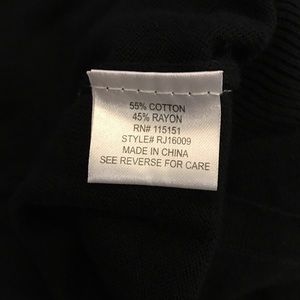 55% COTTON
45% RAYON
RN# 115151
STYLE# RJ16009
MADE IN CHINA
SEE REVERSE FOR CARE